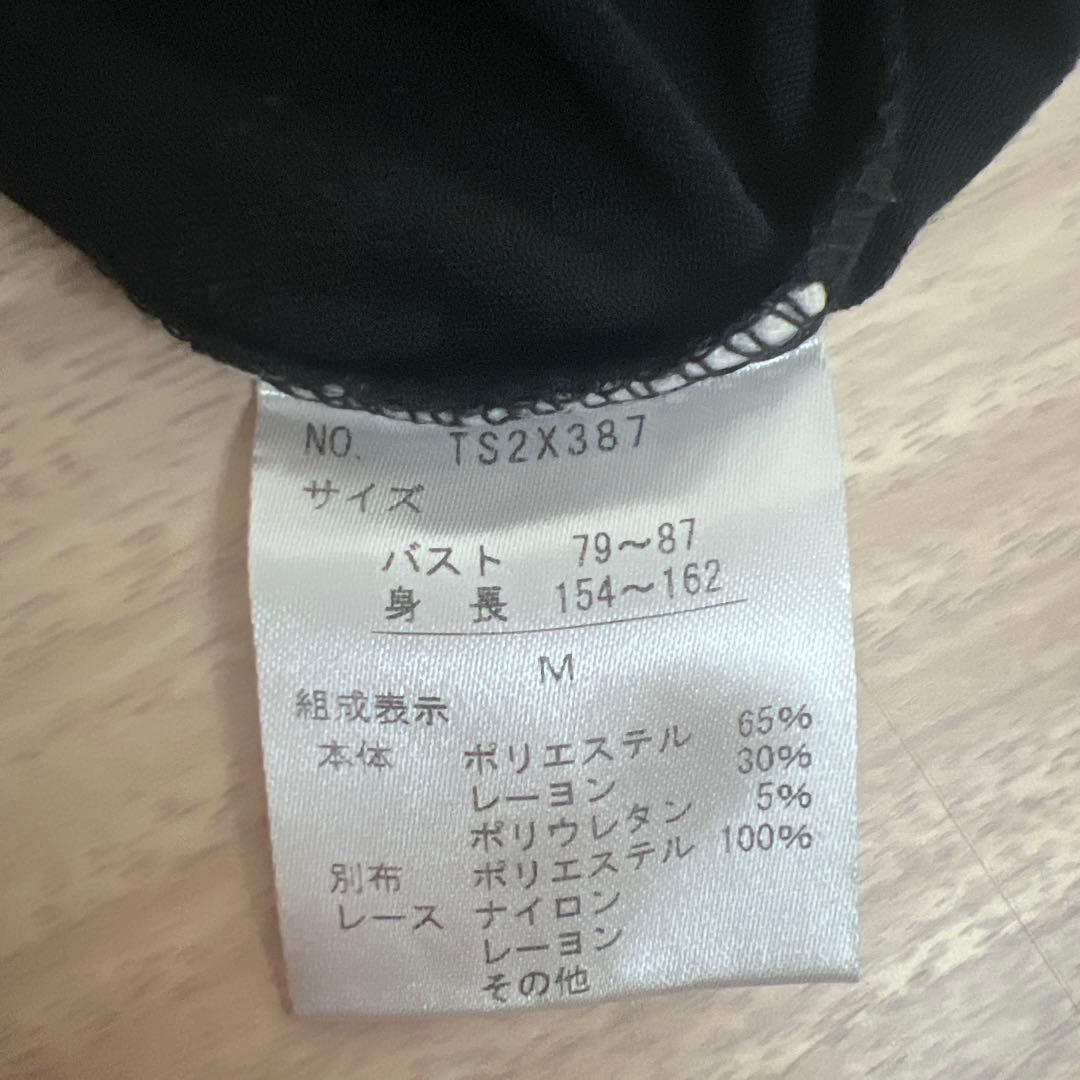 NO. TS2X387
サイズ
バスト 79～87
身 長 154～162
M
組成表示
本体 ポリエステル 65%
レーヨン 30%
ポリウレタン 5%
別布 ポリエステル 100%
レース ナイロン
レーヨン
その他